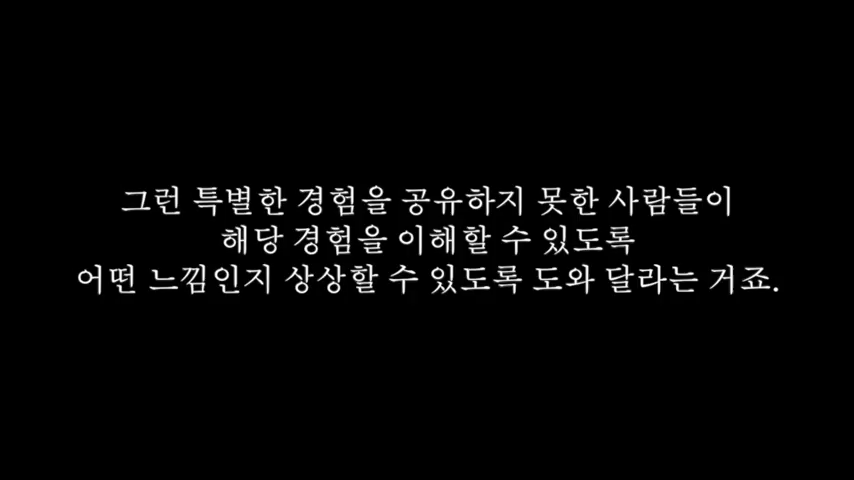 그런 특별한 경험을 공유하지 못한 사람들이
해당 경험을 이해할 수 있도록
어떤 느낌인지 상상할 수 있도록 도와 달라는 거죠.